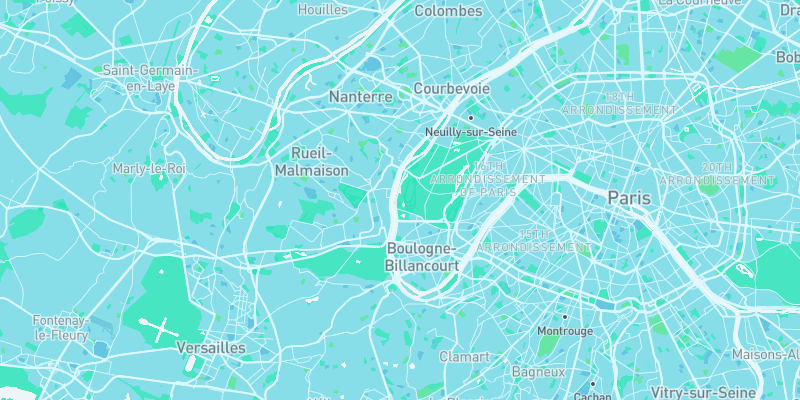 Poissy
Houilles
Colombes
La Courneuve
Saint-Germain-
en-Laye
Nanterre
Courbevoie
18TH
ARRONDISSEMENT
Neuilly-sur-Seine
Rueil-
Malmaison
Marly-le-Roi
16TH
ARRONDISSEMENT
OF PARIS
20TH
ARRONDISSEMENT
Paris
15TH
ARRONDISSEMENT
Boulogne-
Billancourt
Fontenay-
le-Fleury
Montrouge
Versailles
Clamart
Bagneux
Maisons-Al
Cachan
Vitry-sur-Seine